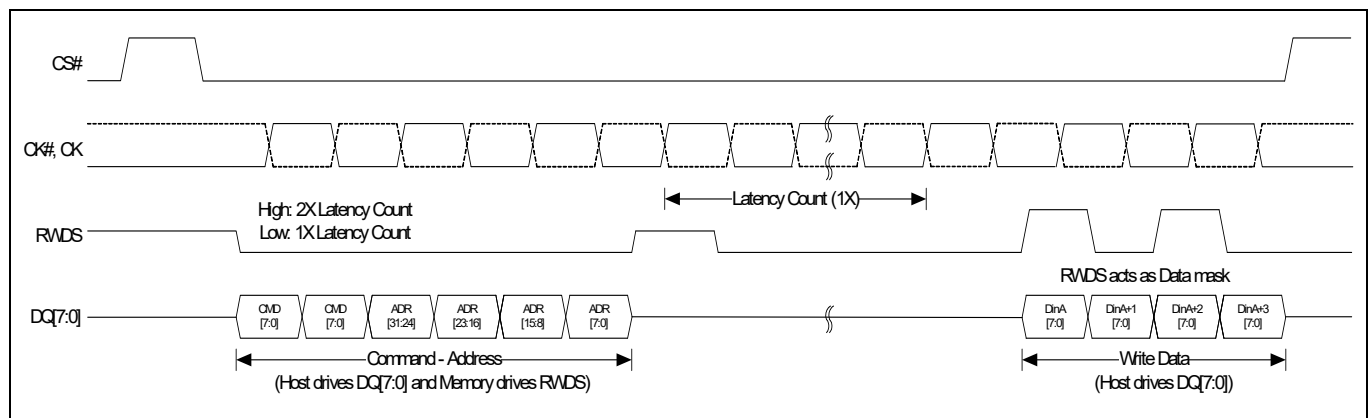 CS#
CK#, CK
Latency Count (1X)
High: 2X Latency Count
Low: 1X Latency Count
RWDS
RWDS acts as Data mask
DQ[7:0]
CMD [7:0]
CMD [7:0]
ADR [31:24]
ADR [23:16]
ADR [15:8]
ADR [7:0]
DinA [7:0]
DinA+1 [7:0]
DinA+2 [7:0]
DinA+3 [7:0]
Command - Address
(Host drives DQ[7:0] and Memory drives RWDS)
Write Data
(Host drives DQ[7:0])